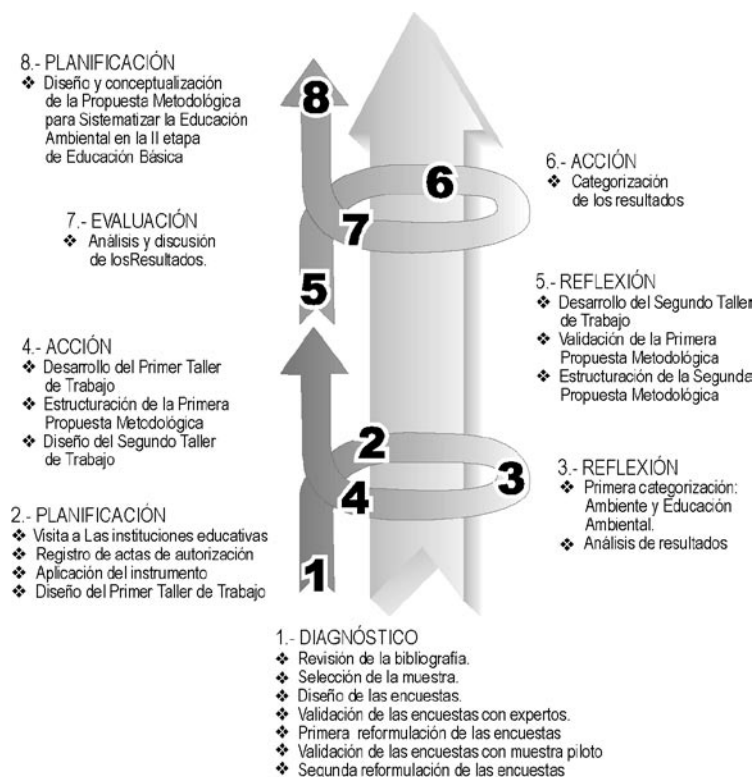 8.- PLANIFICACIÓN
❖ Diseño y conceptualización
de la Propuesta Metodológica
para Sistematizar la Educación
Ambiental en la II etapa
de Educación Básica
7.- EVALUACIÓN
❖ Análisis y discusión
de losResultados.
4.- ACCIÓN
❖ Desarrollo del Primer Taller
de Trabajo
❖ Estructuración de la Primera
Propuesta Metodológica
❖ Diseño del Segundo Taller
de Trabajo
2.- PLANIFICACIÓN
❖ Visita a Las instituciones educativas
❖ Registro de actas de autorización
❖ Aplicación del instrumento
❖ Diseño del Primer Taller de Trabajo
8
6
7
5
2
3
4
1
6.- ACCIÓN
❖ Categorización
de los resultados
5.- REFLEXIÓN
❖ Desarrollo del Segundo Taller
de Trabajo
❖ Validación de la Primera
Propuesta Metodológica
❖ Estructuración de la Segunda
Propuesta Metodológica
3.- REFLEXIÓN
❖ Primera categorización:
Ambiente y Educación
Ambiental.
❖ Análisis de resultados
1.- DIAGNÓSTICO
❖ Revisión de la bibliografía.
❖ Selección de la muestra.
❖ Diseño de las encuestas.
❖ Validación de las encuestas con expertos.
❖ Primera reformulación de las encuestas
❖ Validación de las encuestas con muestra piloto
❖ Segunda reformulación de las encuestas